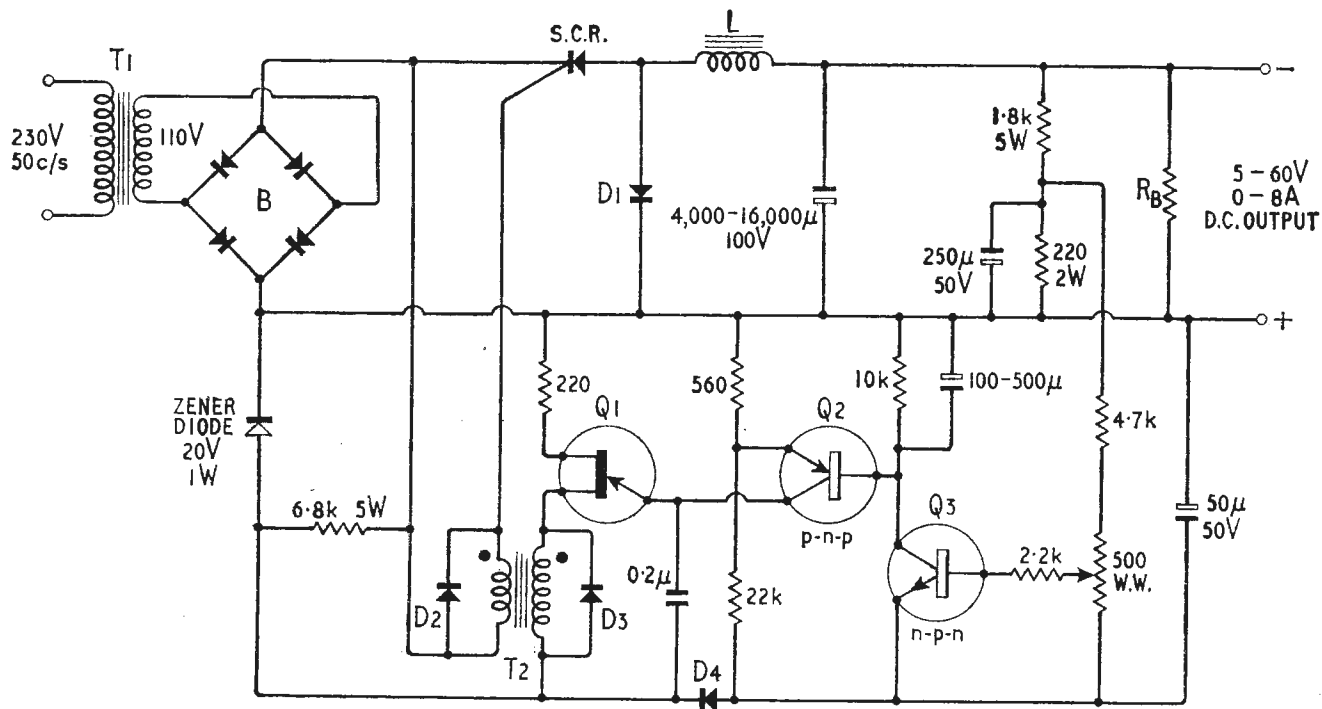 T1
230V
50c/s
110V
B
S.C.R.
L
D1
4,000-16,000μ
100V
1·8k
5W
250μ
50V
220
2W
RB
5-60V
0-8A
D.C. OUTPUT
−
+
ZENER
DIODE
20V
1W
6·8k 5W
220
Q1
560
Q2
p-n-p
10k
100-500μ
4·7k
Q3
n-p-n
2·2k
500
W.W.
50μ
50V
D2
T2
D3
0·2μ
22k
D4